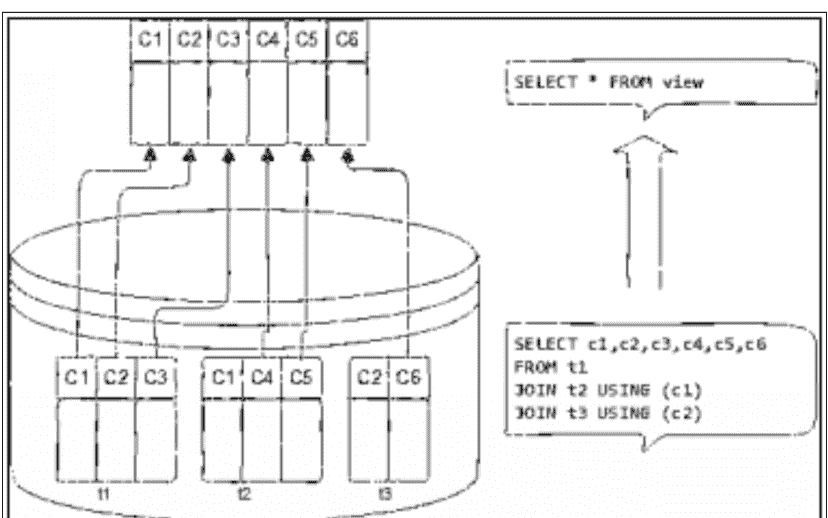 C1 C2 C3 C4 C5 C6
SELECT * FROM view
SELECT c1,c2,c3,c4,c5,c6
FROM t1
JOIN t2 USING (c1)
JOIN t3 USING (c2)
C1 C2 C3
C1 C4 C5
C2 C6
t1
t2
t3